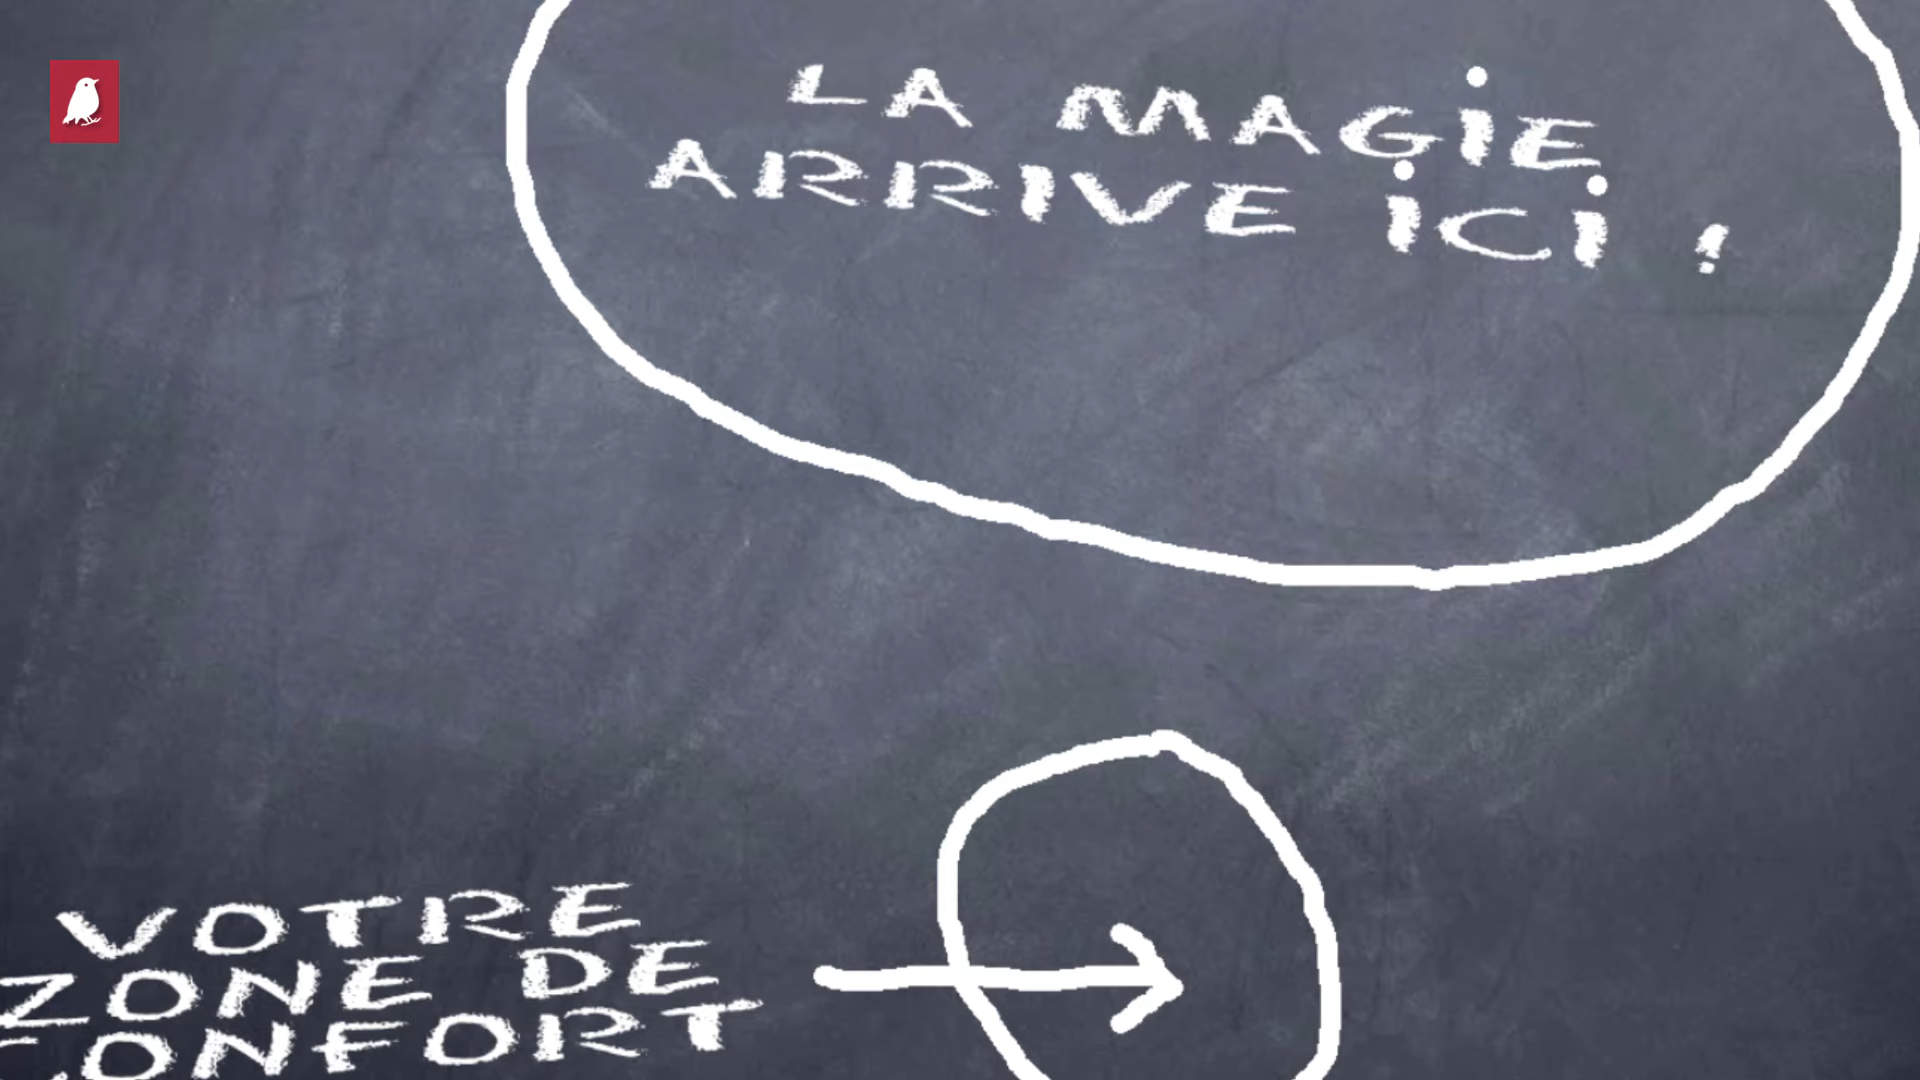 LA MAGiE
ARRIVE iCi !
VOTRE
ZONE DE
CONFORT